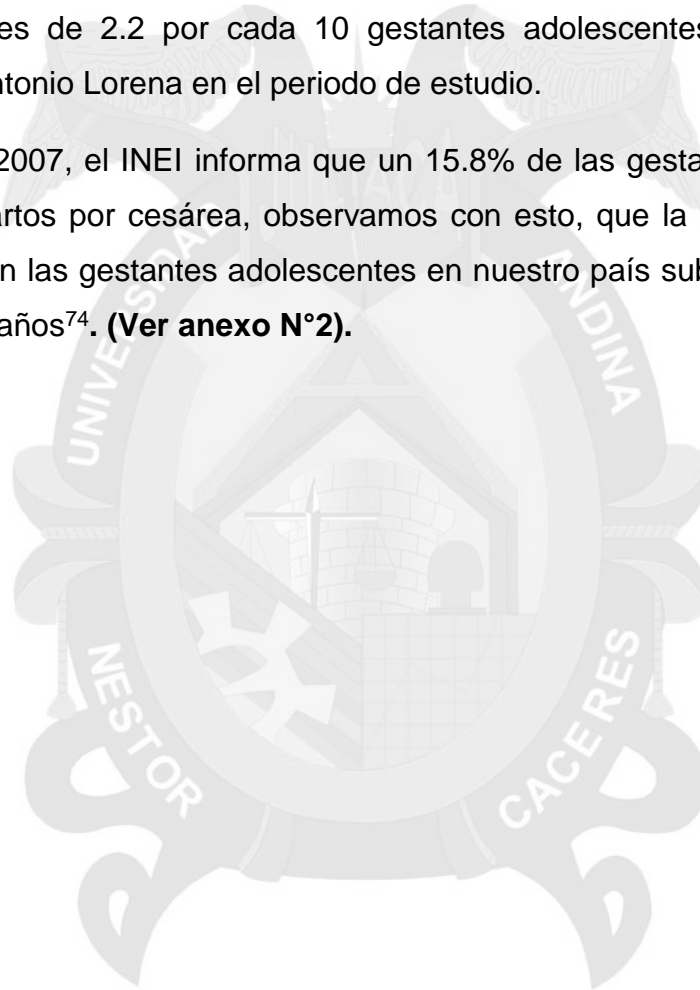 es de 2.2 por cada 10 gestantes adolescentes
ntonio Lorena en el periodo de estudio.
2007, el INEI informa que un 15.8% de las gesta
artos por cesárea, observamos con esto, que la
n las gestantes adolescentes en nuestro país sub
años⁷⁴. (Ver anexo N°2).
UNIVERSIDAD ANDINA
NESTOR CACERES